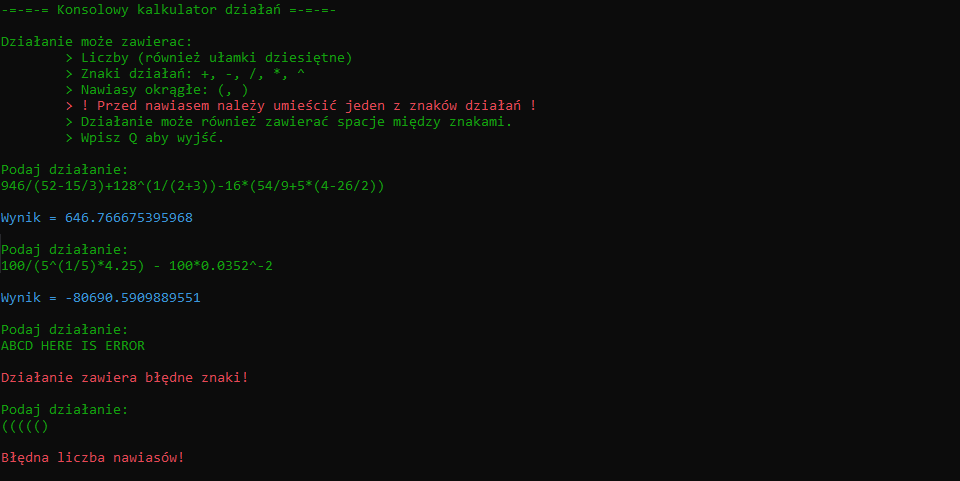 -=-=-= Konsolowy kalkulator działań =-=-=-
Działanie może zawierac:
> Liczby (również ułamki dziesiętne)
> Znaki działań: +, -, /, *, ^
> Nawiasy okrągłe: (, )
> ! Przed nawiasem należy umieścić jeden z znaków działań !
> Działanie może również zawierać spacje między znakami.
> Wpisz Q aby wyjść.
Podaj działanie:
946/(52-15/3)+128^(1/(2+3))-16*(54/9+5*(4-26/2))
Wynik = 646.766675395968
Podaj działanie:
100/(5^(1/5)*4.25) - 100*0.0352^-2
Wynik = -80690.5909889551
Podaj działanie:
ABCD HERE IS ERROR
Działanie zawiera błędne znaki!
Podaj działanie:
((((()
Błędna liczba nawiasów!